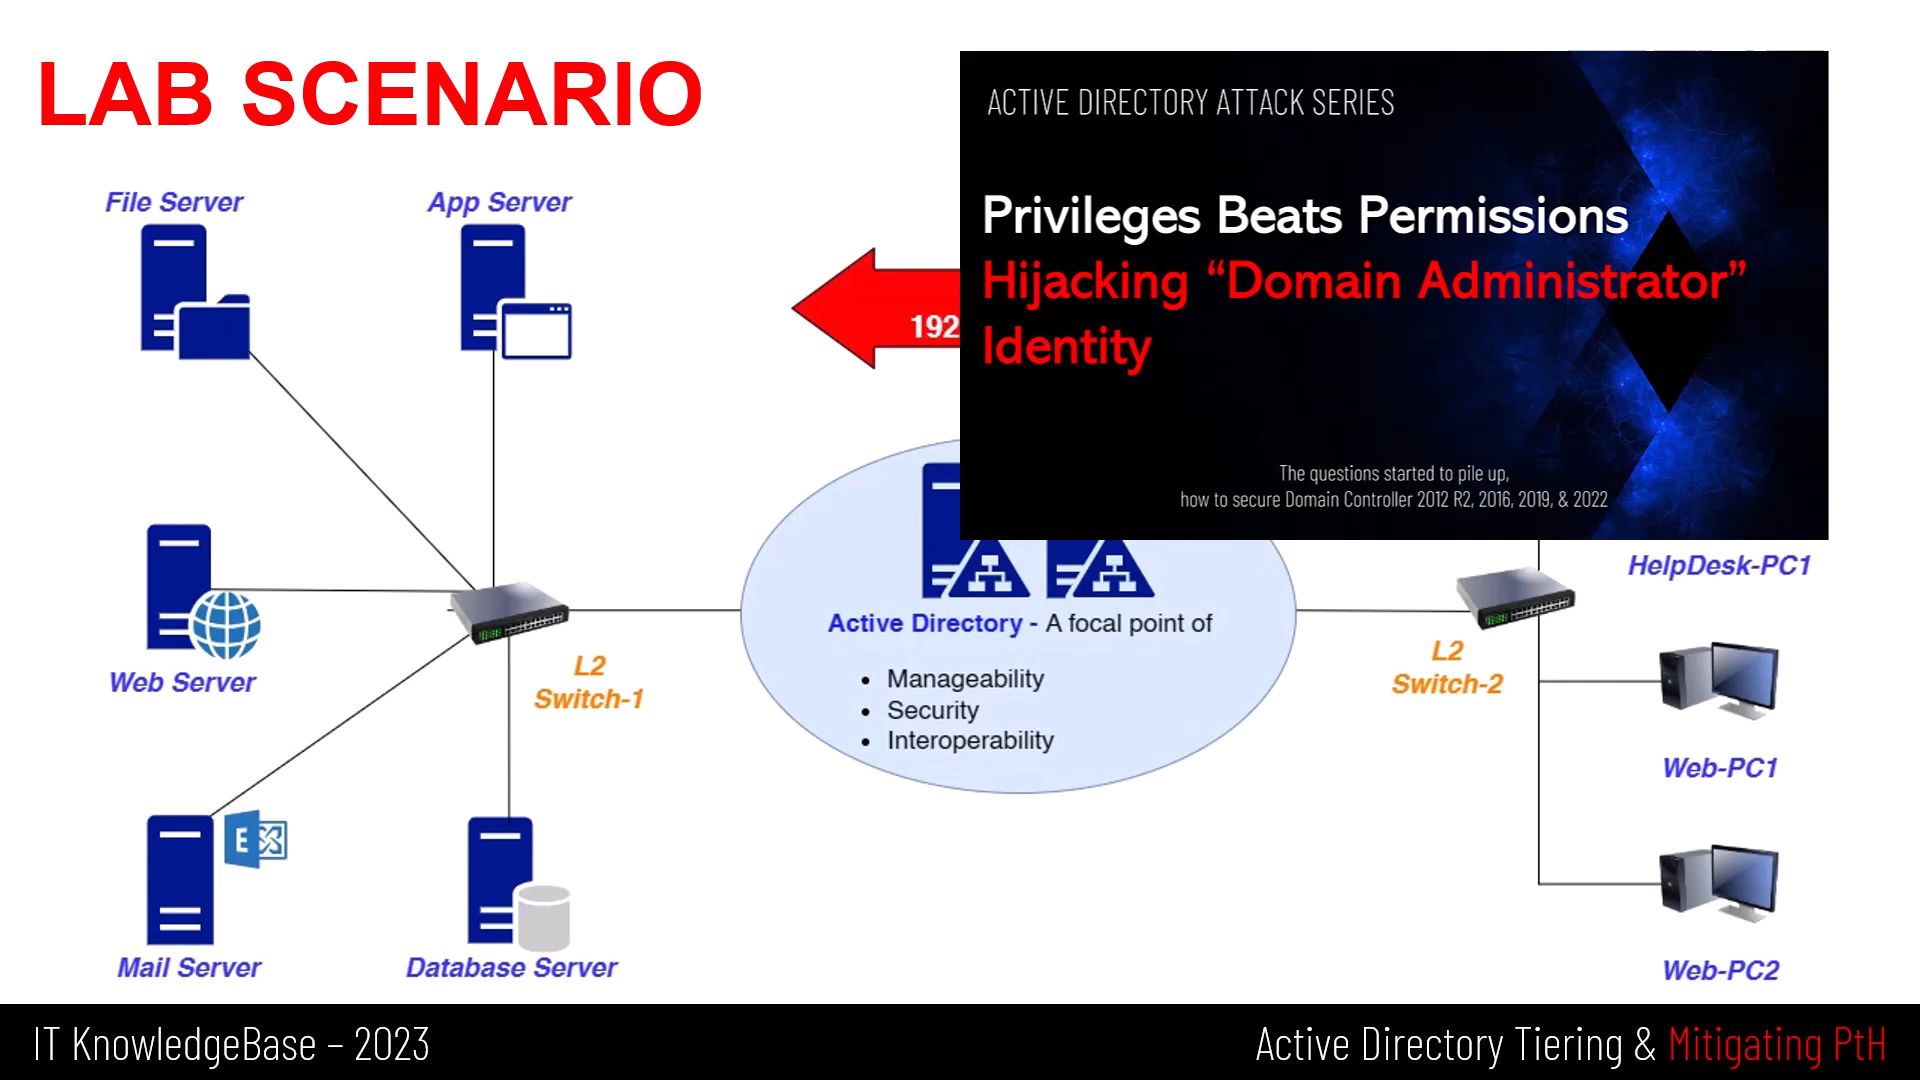 LAB SCENARIO
ACTIVE DIRECTORY ATTACK SERIES
Privileges Beats Permissions
Hijacking “Domain Administrator”
Identity
The questions started to pile up,
how to secure Domain Controller 2012 R2, 2016, 2019, & 2022
File Server
App Server
192
Web Server
L2
Switch-1
Active Directory - A focal point of
• Manageability
• Security
• Interoperability
L2
Switch-2
HelpDesk-PC1
Web-PC1
Web-PC2
Mail Server
E
Database Server
IT KnowledgeBase – 2023
Active Directory Tiering & Mitigating PtH